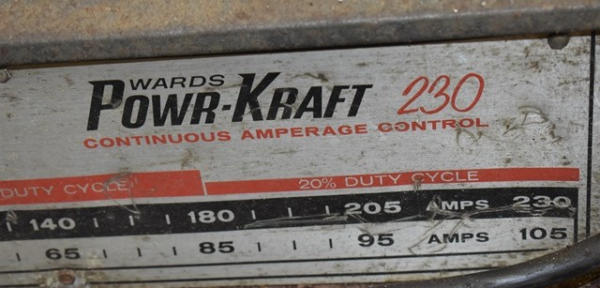 WARDS
POWR-KRAFT 230
CONTINUOUS AMPERAGE CONTROL
DUTY CYCLE 20% DUTY CYCLE
140 180 205 AMPS 230
65 85 95 AMPS 105